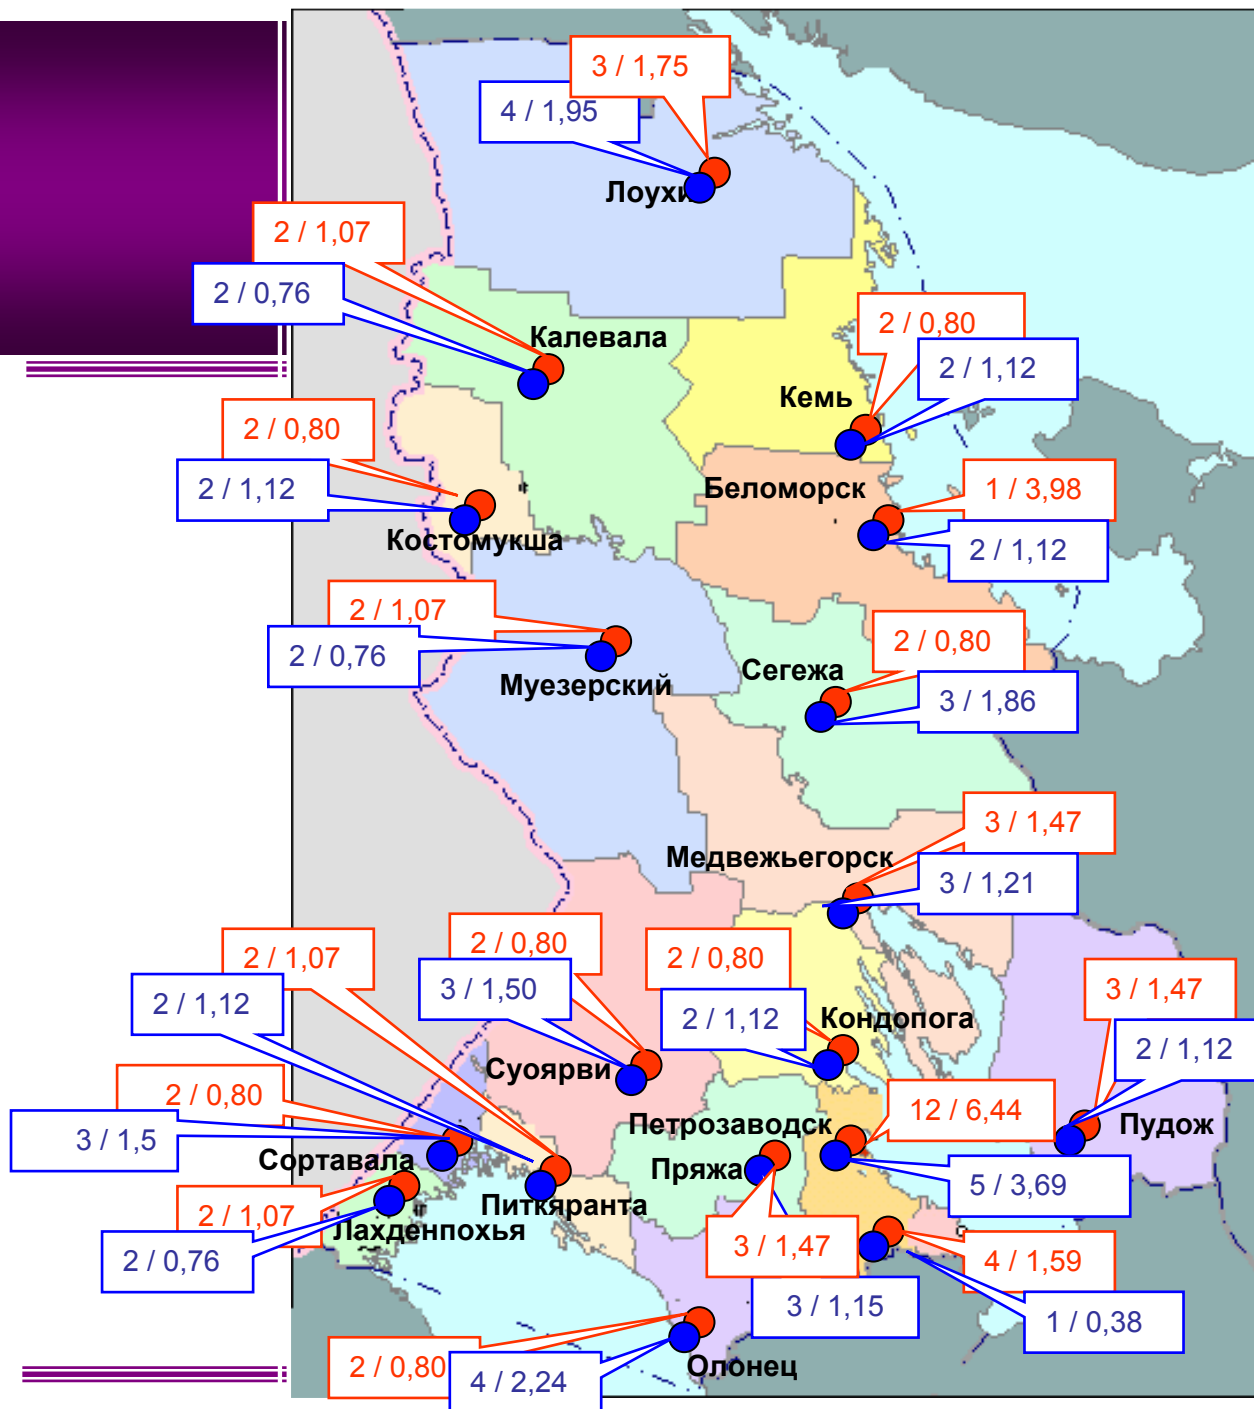 3 / 1,75
4 / 1,95
Лоухи
2 / 1,07
2 / 0,76
Калевала
2 / 0,80
2 / 1,12
Кемь
2 / 0,80
2 / 1,12
Костомукша
Беломорск
1 / 3,98
2 / 1,12
2 / 1,07
2 / 0,76
Муезерский
Сегежа
2 / 0,80
3 / 1,86
3 / 1,47
Медвежьегорск
3 / 1,21
2 / 1,07
2 / 0,80
2 / 0,80
3 / 1,47
2 / 1,12
3 / 1,50
2 / 1,12
Кондопога
2 / 1,12
Суоярви
2 / 0,80
3 / 1,5
Сортавала
Петрозаводск
12 / 6,44
Пудож
Пряжа
5 / 3,69
Питкяранта
2 / 1,07
Лахденпохья
2 / 0,76
3 / 1,47
4 / 1,59
3 / 1,15
1 / 0,38
2 / 0,80
4 / 2,24
Олонец